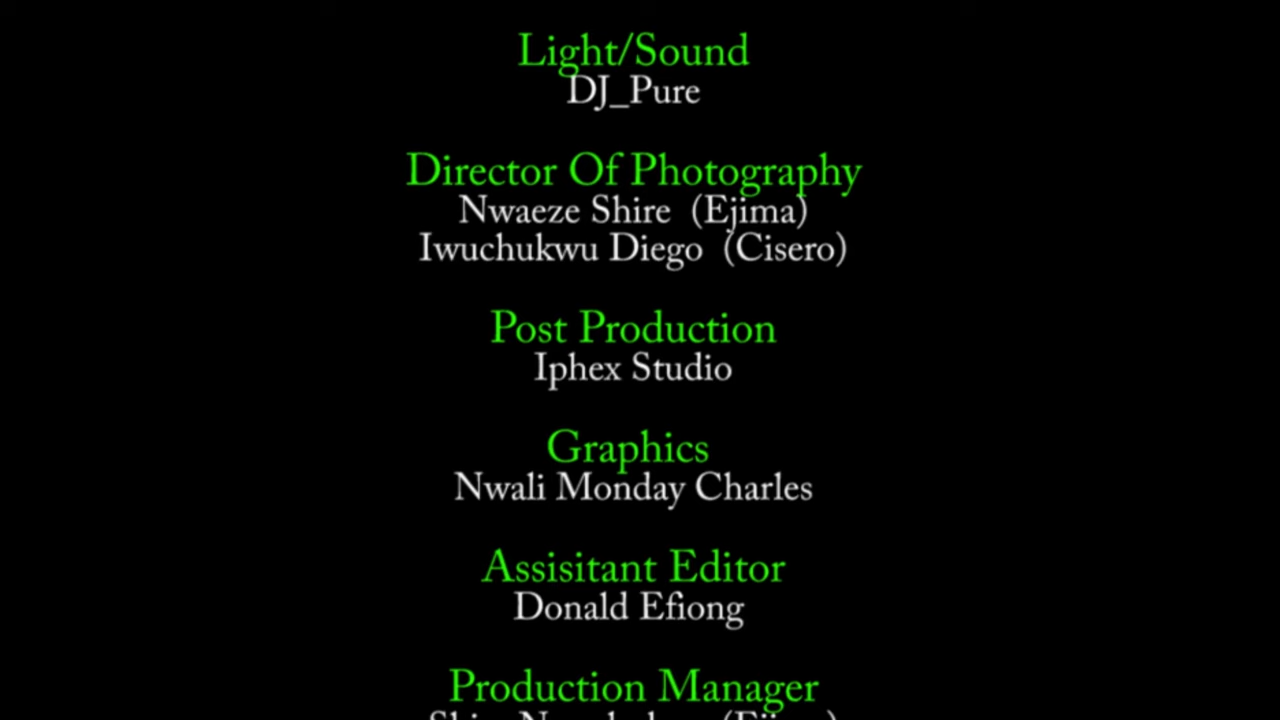 Light/Sound
DJ_Pure
Director Of Photography
Nwaeze Shire (Ejima)
Iwuchukwu Diego (Cisero)
Post Production
Iphex Studio
Graphics
Nwali Monday Charles
Assisitant Editor
Donald Efiong
Production Manager